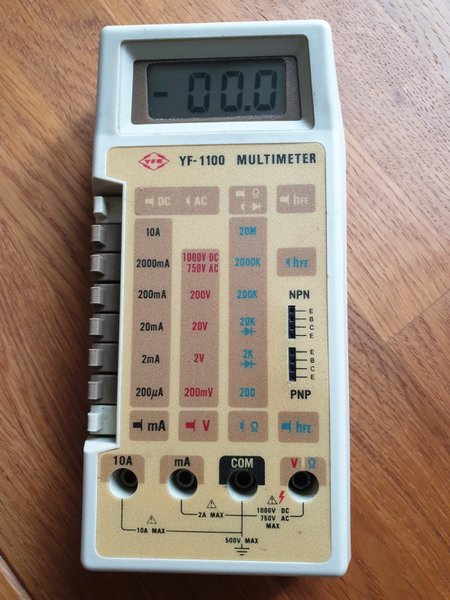 - 00.0
YFE YF-1100 MULTIMETER
DC AC Ω hFE
10A 20M
2000mA 1000V DC 2000K hFE
750V AC
200mA 200V 200K NPN
20mA 20V 20K E B C E
2mA 2V 2K E B C E
200µA 200mV 200 PNP
mA V Ω hFE
10A mA COM V Ω
2A MAX 1000V DC
750V AC
10A MAX MAX
500V MAX